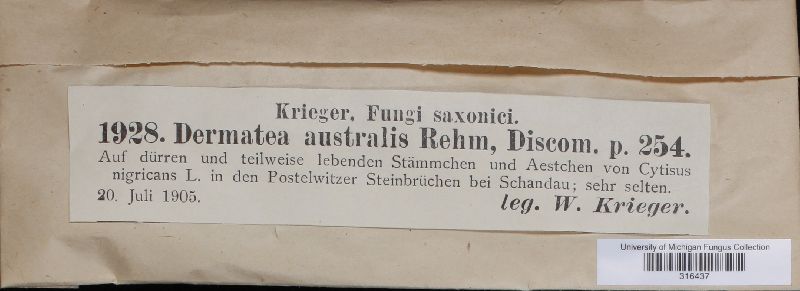 Krieger, Fungi saxonici.
1928. Dermatea australis Rehm, Discom. p. 254.
Auf dürren und teilweise lebenden Stämmchen und Aestchen von Cytisus
nigricans L. in den Postelwitzer Steinbrüchen bei Schandau; sehr selten.
20. Juli 1905.
leg. W. Krieger.
University of Michigan Fungus Collection
316437